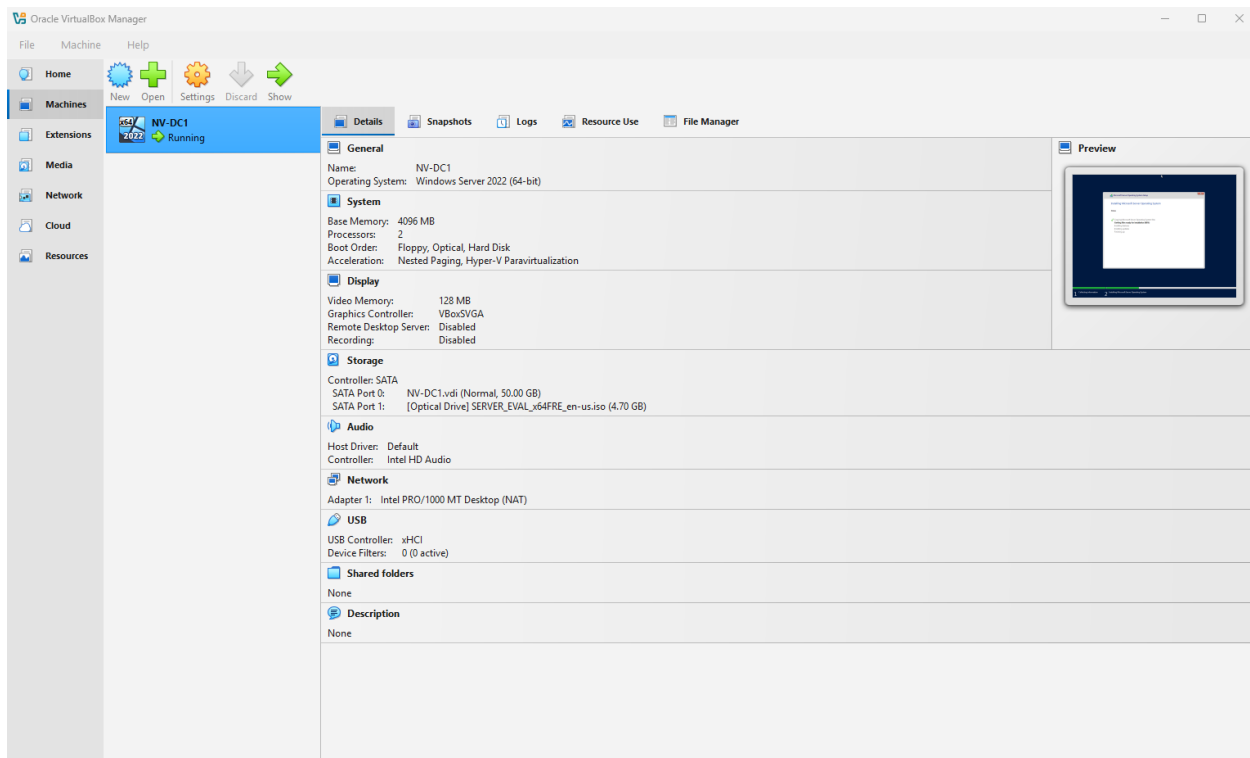 Oracle VirtualBox Manager
File Machine Help
Home
Machines
Extensions
Media
Network
Cloud
Resources
New Open Settings Discard Show
x64
2022
NV-DC1
Running
Details Snapshots Logs Resource Use File Manager
General
Name: NV-DC1
Operating System: Windows Server 2022 (64-bit)
System
Base Memory: 4096 MB
Processors: 2
Boot Order: Floppy, Optical, Hard Disk
Acceleration: Nested Paging, Hyper-V Paravirtualization
Display
Video Memory: 128 MB
Graphics Controller: VBoxSVGA
Remote Desktop Server: Disabled
Recording: Disabled
Storage
Controller: SATA
SATA Port 0: NV-DC1.vdi (Normal, 50.00 GB)
SATA Port 1: [Optical Drive] SERVER_EVAL_x64FRE_en-us.iso (4.70 GB)
Audio
Host Driver: Default
Controller: Intel HD Audio
Network
Adapter 1: Intel PRO/1000 MT Desktop (NAT)
USB
USB Controller: xHCI
Device Filters: 0 (0 active)
Shared folders
None
Description
None
Preview
1 2